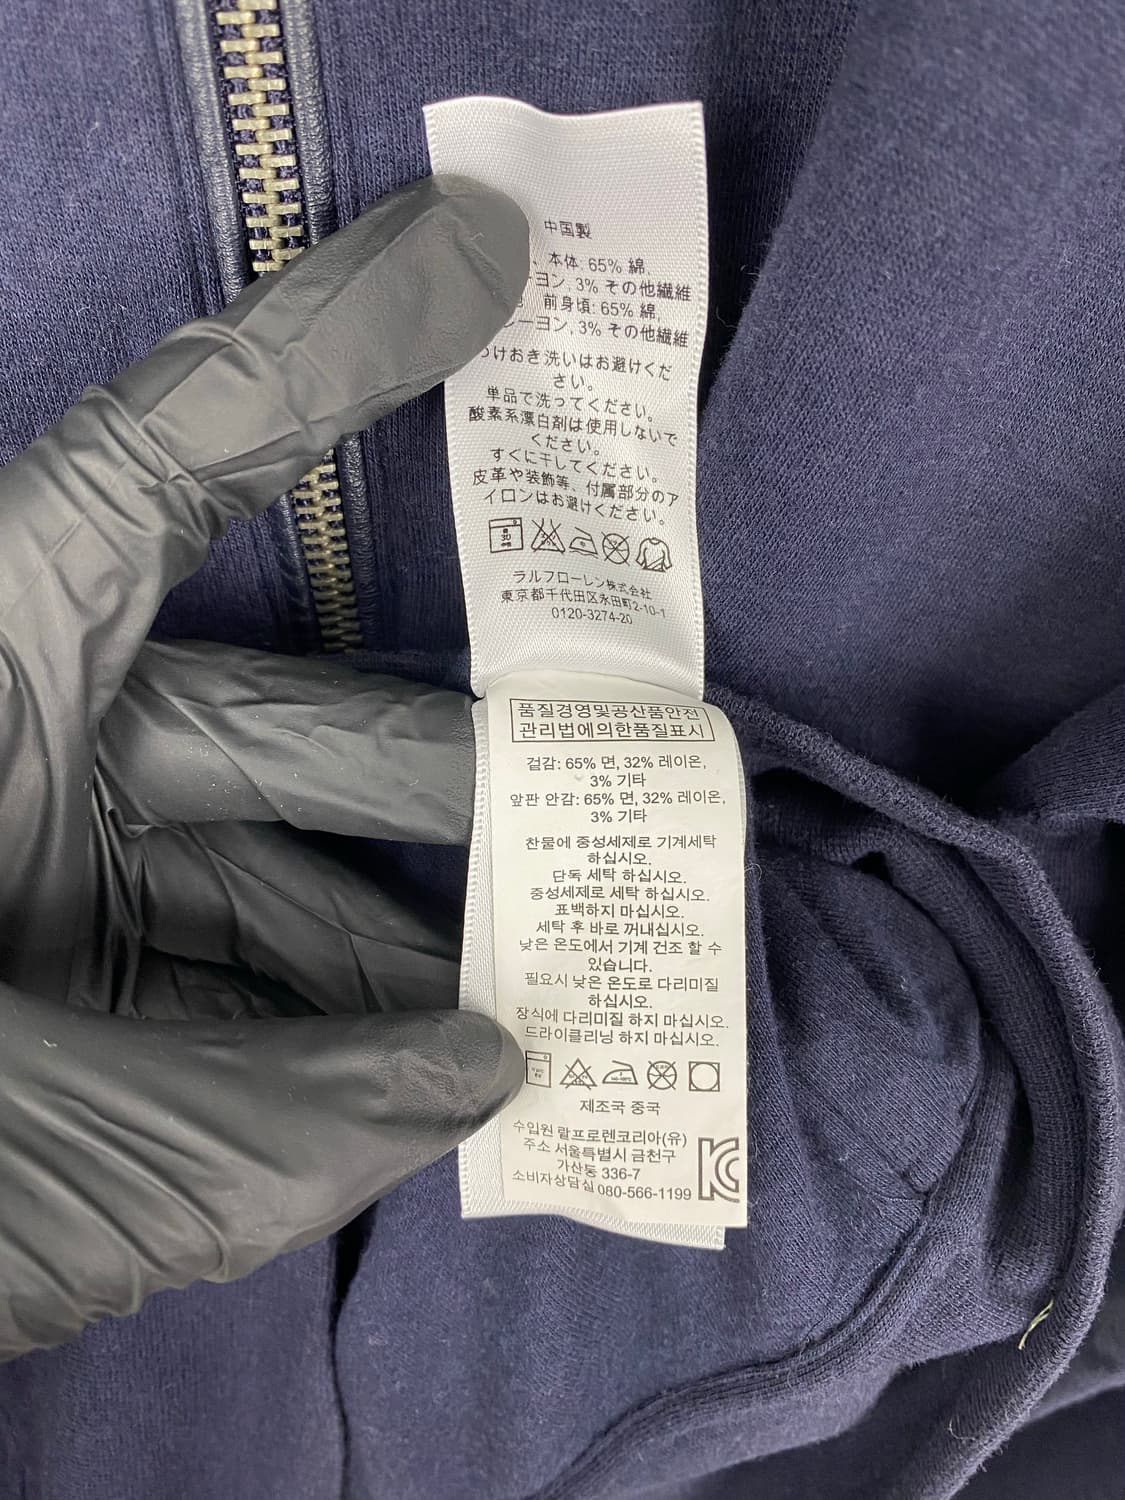 中国製
本体: 65% 綿,
ーヨン, 3% その他繊維
前身頃: 65% 綿,
レーヨン, 3% その他繊維
つけおき洗いはお避けくだ
さい。
単品で洗ってください。
酸素系漂白剤は使用しないで
ください。
すぐに干してください。
皮革や装飾等、付属部分のア
イロンはお避けください。
ラルフローレン株式会社
東京都千代田区永田町2-10-1
0120-3274-20
품질경영및공산품안전
관리법에의한품질표시
겉감: 65% 면, 32% 레이온,
3% 기타
앞판 안감: 65% 면, 32% 레이온,
3% 기타
찬물에 중성세제로 기계세탁
하십시오.
단독 세탁 하십시오.
중성세제로 세탁 하십시오.
표백하지 마십시오.
세탁 후 바로 꺼내십시오.
낮은 온도에서 기계 건조 할 수
있습니다.
필요시 낮은 온도로 다리미질
하십시오.
장식에 다리미질 하지 마십시오.
드라이클리닝 하지 마십시오.
제조국 중국
수입원 랄프로렌코리아(유)
주소 서울특별시 금천구
가산동 336-7
소비자상담실 080-566-1199